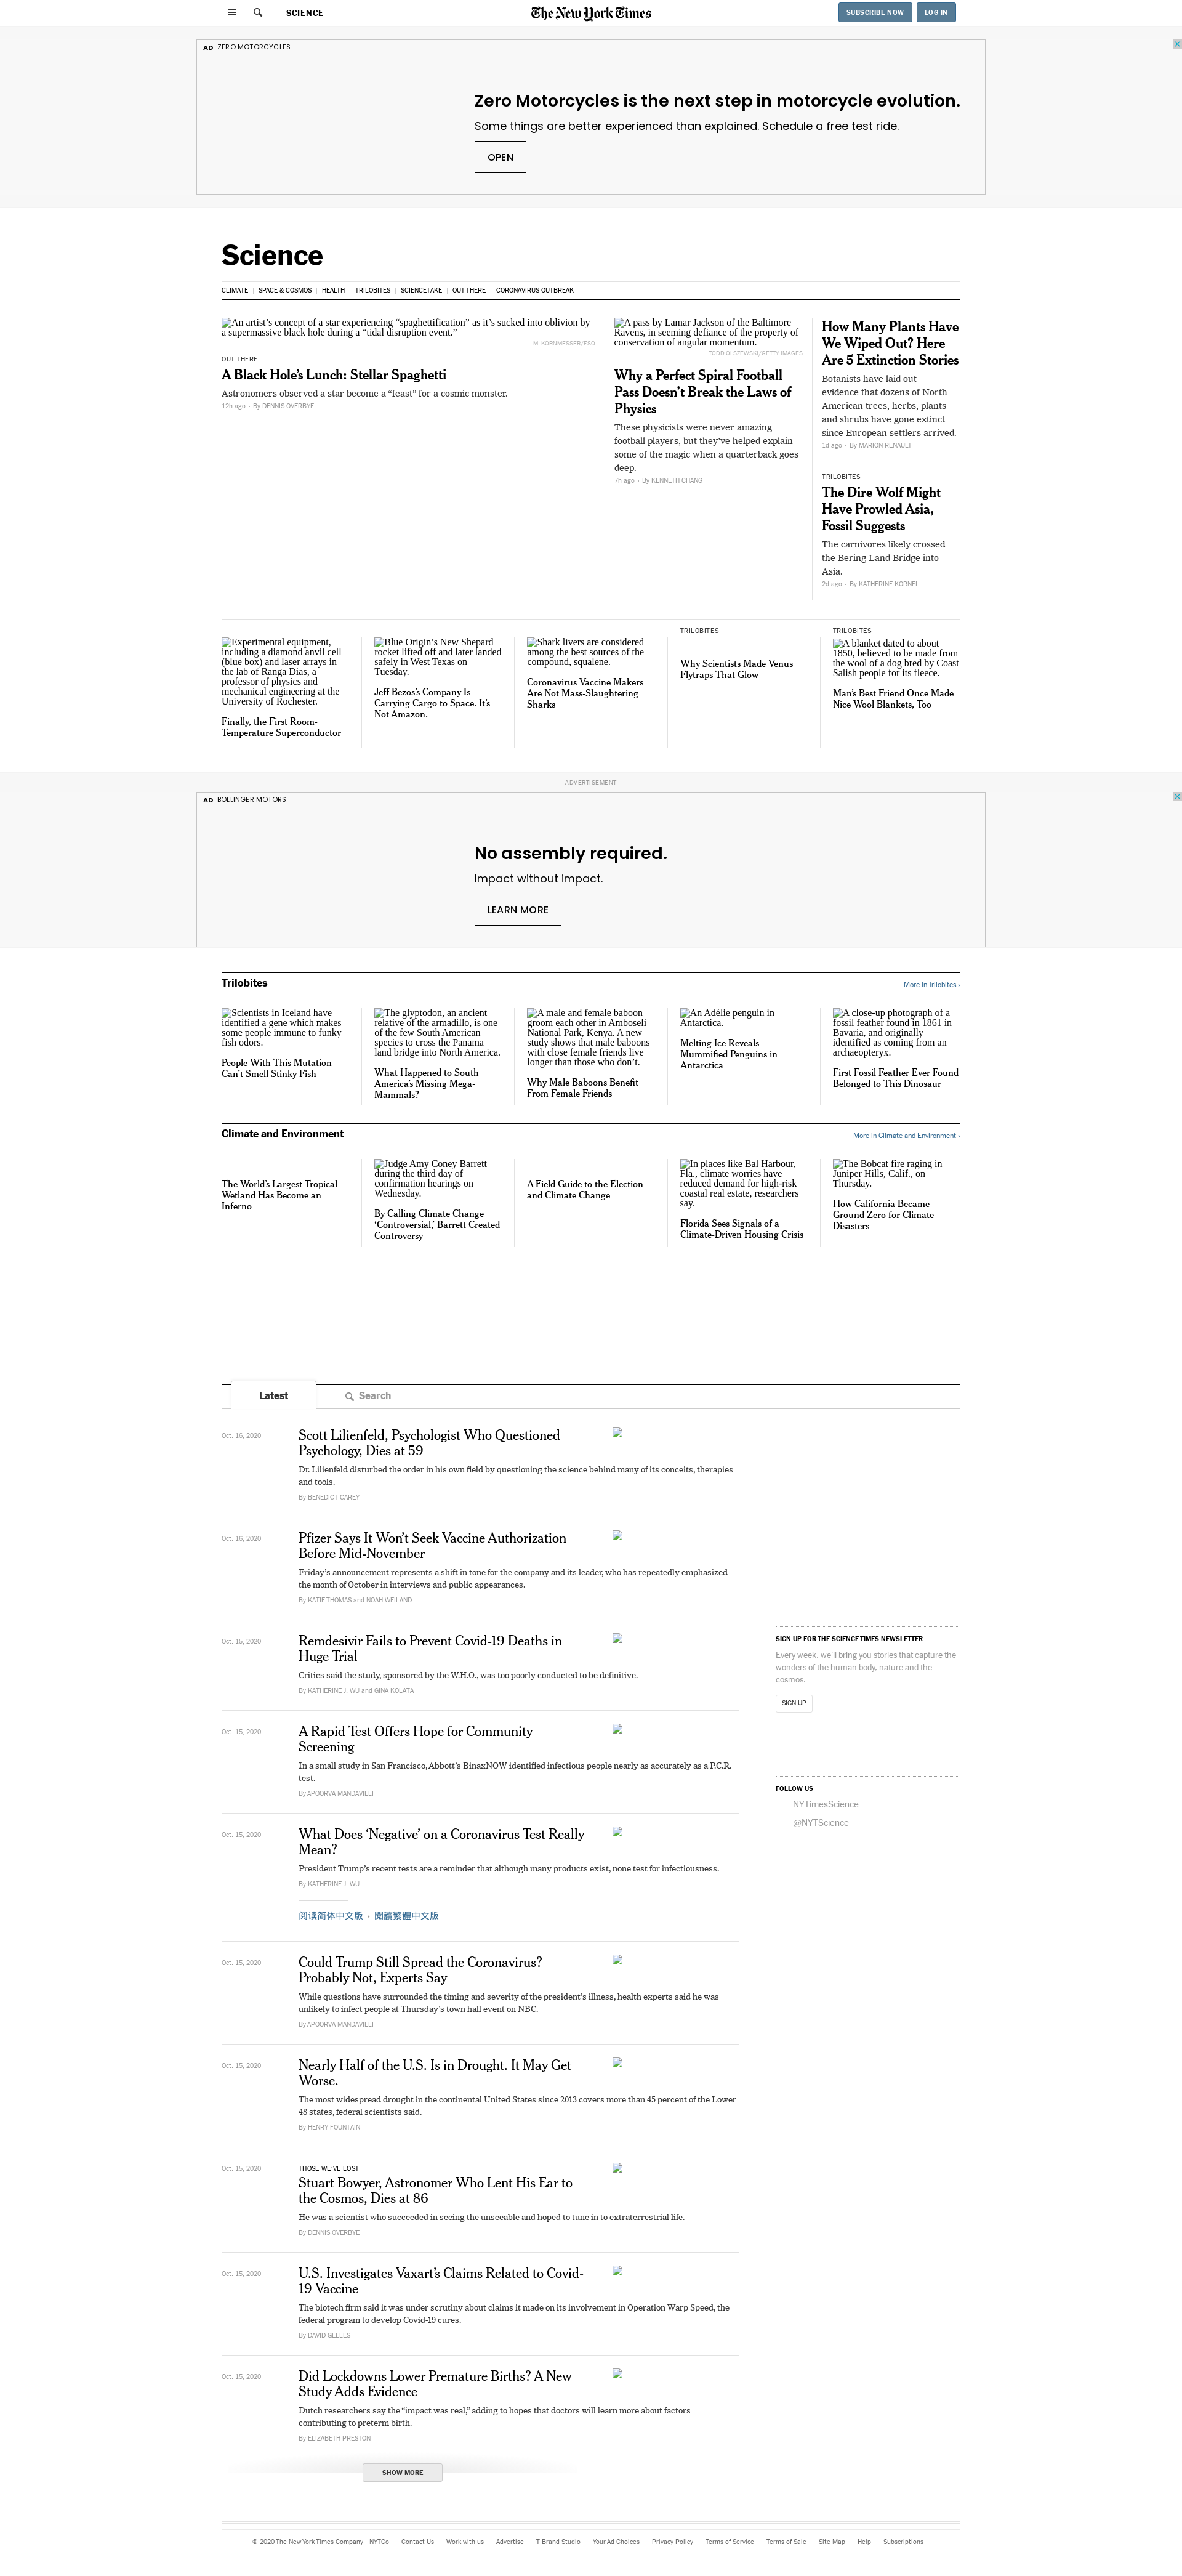 SCIENCE
The New York Times
SUBSCRIBE NOW
LOG IN
AD ZERO MOTORCYCLES
Zero Motorcycles is the next step in motorcycle evolution.
Some things are better experienced than explained. Schedule a free test ride.
OPEN
Science
CLIMATE | SPACE & COSMOS | HEALTH | TRILOBITES | SCIENCETAKE | OUT THERE | CORONAVIRUS OUTBREAK
An artist’s concept of a star experiencing “spaghettification” as it’s sucked into oblivion by
a supermassive black hole during a “tidal disruption event.”
M. KORNMESSER/ESO
OUT THERE
A Black Hole’s Lunch: Stellar Spaghetti
Astronomers observed a star become a “feast” for a cosmic monster.
12h ago • By DENNIS OVERBYE
A pass by Lamar Jackson of the Baltimore
Ravens, in seeming defiance of the property of
conservation of angular momentum.
TODD OLSZEWSKI/GETTY IMAGES
Why a Perfect Spiral Football
Pass Doesn’t Break the Laws of
Physics
These physicists were never amazing
football players, but they’ve helped explain
some of the magic when a quarterback goes
deep.
7h ago • By KENNETH CHANG
How Many Plants Have
We Wiped Out? Here
Are 5 Extinction Stories
Botanists have laid out
evidence that dozens of North
American trees, herbs, plants
and shrubs have gone extinct
since European settlers arrived.
1d ago • By MARION RENAULT
TRILOBITES
The Dire Wolf Might
Have Prowled Asia,
Fossil Suggests
The carnivores likely crossed
the Bering Land Bridge into
Asia.
2d ago • By KATHERINE KORNEI
Experimental equipment,
including a diamond anvil cell
(blue box) and laser arrays in
the lab of Ranga Dias, a
professor of physics and
mechanical engineering at the
University of Rochester.
Finally, the First Room-
Temperature Superconductor
Blue Origin’s New Shepard
rocket lifted off and later landed
safely in West Texas on
Tuesday.
Jeff Bezos’s Company Is
Carrying Cargo to Space. It’s
Not Amazon.
Shark livers are considered
among the best sources of the
compound, squalene.
Coronavirus Vaccine Makers
Are Not Mass-Slaughtering
Sharks
TRILOBITES
Why Scientists Made Venus
Flytraps That Glow
TRILOBITES
A blanket dated to about
1850, believed to be made from
the wool of a dog bred by Coast
Salish people for its fleece.
Man’s Best Friend Once Made
Nice Wool Blankets, Too
ADVERTISEMENT
AD BOLLINGER MOTORS
No assembly required.
Impact without impact.
LEARN MORE
Trilobites
More in Trilobites ›
Scientists in Iceland have
identified a gene which makes
some people immune to funky
fish odors.
People With This Mutation
Can’t Smell Stinky Fish
The glyptodon, an ancient
relative of the armadillo, is one
of the few South American
species to cross the Panama
land bridge into North America.
What Happened to South
America’s Missing Mega-
Mammals?
A male and female baboon
groom each other in Amboseli
National Park, Kenya. A new
study shows that male baboons
with close female friends live
longer than those who don’t.
Why Male Baboons Benefit
From Female Friends
An Adélie penguin in
Antarctica.
Melting Ice Reveals
Mummified Penguins in
Antarctica
A close-up photograph of a
fossil feather found in 1861 in
Bavaria, and originally
identified as coming from an
archaeopteryx.
First Fossil Feather Ever Found
Belonged to This Dinosaur
Climate and Environment
More in Climate and Environment ›
The World’s Largest Tropical
Wetland Has Become an
Inferno
Judge Amy Coney Barrett
during the third day of
confirmation hearings on
Wednesday.
By Calling Climate Change
‘Controversial,’ Barrett Created
Controversy
A Field Guide to the Election
and Climate Change
In places like Bal Harbour,
Fla., climate worries have
reduced demand for high-risk
coastal real estate, researchers
say.
Florida Sees Signals of a
Climate-Driven Housing Crisis
The Bobcat fire raging in
Juniper Hills, Calif., on
Thursday.
How California Became
Ground Zero for Climate
Disasters
Latest
Search
Oct. 16, 2020
Scott Lilienfeld, Psychologist Who Questioned
Psychology, Dies at 59
Dr. Lilienfeld disturbed the order in his own field by questioning the science behind many of its conceits, therapies
and tools.
By BENEDICT CAREY
Oct. 16, 2020
Pfizer Says It Won’t Seek Vaccine Authorization
Before Mid-November
Friday’s announcement represents a shift in tone for the company and its leader, who has repeatedly emphasized
the month of October in interviews and public appearances.
By KATIE THOMAS and NOAH WEILAND
Oct. 15, 2020
Remdesivir Fails to Prevent Covid-19 Deaths in
Huge Trial
Critics said the study, sponsored by the W.H.O., was too poorly conducted to be definitive.
By KATHERINE J. WU and GINA KOLATA
Oct. 15, 2020
A Rapid Test Offers Hope for Community
Screening
In a small study in San Francisco, Abbott’s BinaxNOW identified infectious people nearly as accurately as a P.C.R.
test.
By APOORVA MANDAVILLI
Oct. 15, 2020
What Does ‘Negative’ on a Coronavirus Test Really
Mean?
President Trump’s recent tests are a reminder that although many products exist, none test for infectiousness.
By KATHERINE J. WU
阅读简体中文版 • 閱讀繁體中文版
Oct. 15, 2020
Could Trump Still Spread the Coronavirus?
Probably Not, Experts Say
While questions have surrounded the timing and severity of the president’s illness, health experts said he was
unlikely to infect people at Thursday’s town hall event on NBC.
By APOORVA MANDAVILLI
Oct. 15, 2020
Nearly Half of the U.S. Is in Drought. It May Get
Worse.
The most widespread drought in the continental United States since 2013 covers more than 45 percent of the Lower
48 states, federal scientists said.
By HENRY FOUNTAIN
Oct. 15, 2020
THOSE WE’VE LOST
Stuart Bowyer, Astronomer Who Lent His Ear to
the Cosmos, Dies at 86
He was a scientist who succeeded in seeing the unseeable and hoped to tune in to extraterrestrial life.
By DENNIS OVERBYE
Oct. 15, 2020
U.S. Investigates Vaxart’s Claims Related to Covid-
19 Vaccine
The biotech firm said it was under scrutiny about claims it made on its involvement in Operation Warp Speed, the
federal program to develop Covid-19 cures.
By DAVID GELLES
Oct. 15, 2020
Did Lockdowns Lower Premature Births? A New
Study Adds Evidence
Dutch researchers say the “impact was real,” adding to hopes that doctors will learn more about factors
contributing to preterm birth.
By ELIZABETH PRESTON
SHOW MORE
SIGN UP FOR THE SCIENCE TIMES NEWSLETTER
Every week, we’ll bring you stories that capture the
wonders of the human body, nature and the
cosmos.
SIGN UP
FOLLOW US
NYTimesScience
@NYTScience
© 2020 The New York Times Company NYTCo Contact Us Work with us Advertise T Brand Studio Your Ad Choices Privacy Policy Terms of Service Terms of Sale Site Map Help Subscriptions